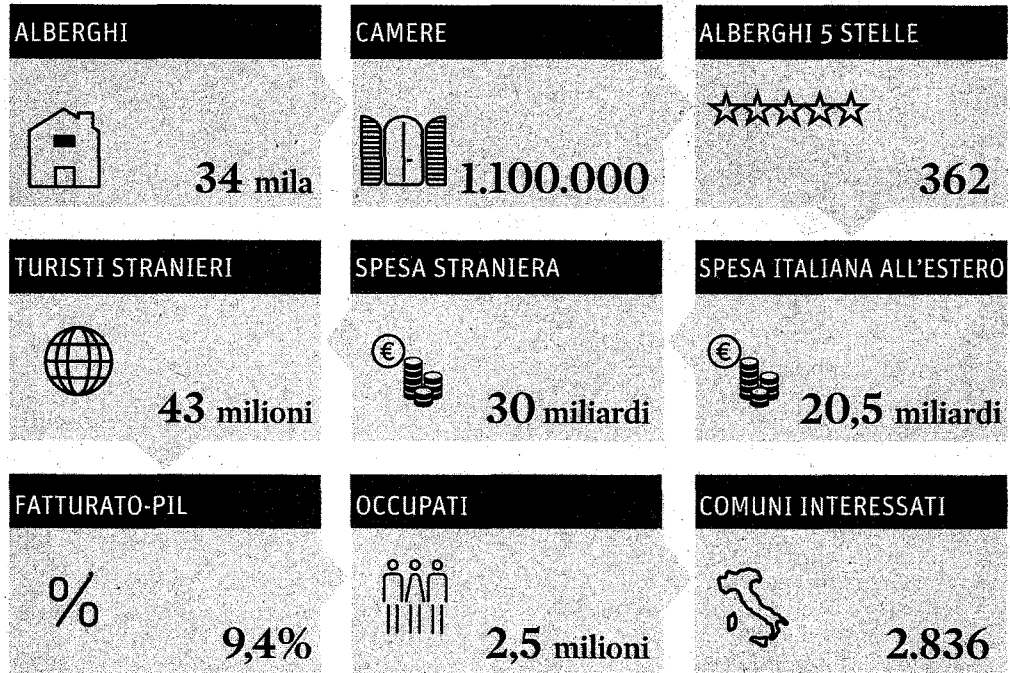 ALBERGHI
34 mila
CAMERE
1.100.000
ALBERGHI 5 STELLE
362
TURISTI STRANIERI
43 milioni
SPESA STRANIERA
€
30 miliardi
SPESA ITALIANA ALL'ESTERO
€
20,5 miliardi
FATTURATO-PIL
%
9,4%
OCCUPATI
2,5 milioni
COMUNI INTERESSATI
2.836